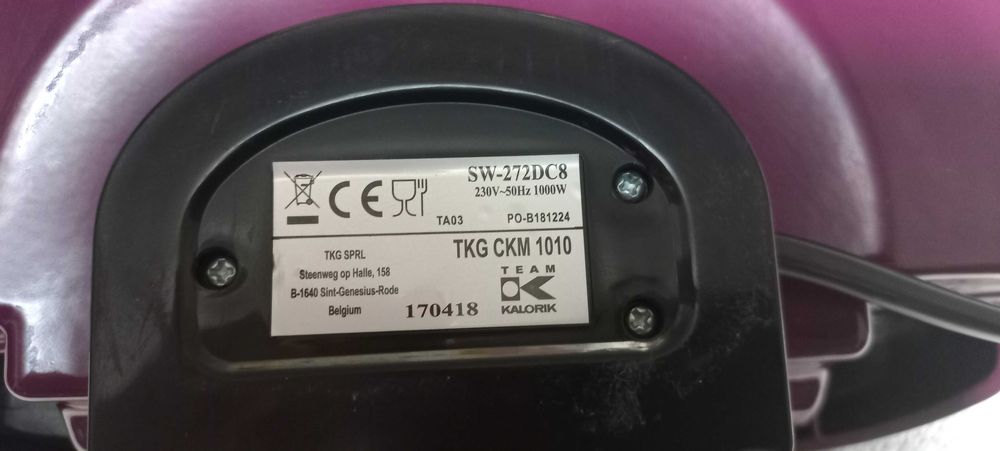 SW-272DC8
230V~50Hz 1000W
CE
TA03 PO-B181224
TKG SPRL
Steenweg op Halle, 158
B-1640 Sint-Genesius-Rode
Belgium
170418
TKG CKM 1010
TEAM
K
KALORIK